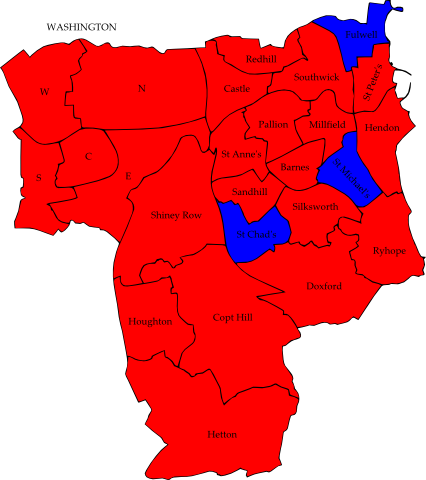 WASHINGTON
Fulwell
Redhill
Southwick
St Peter's
W
N
Castle
Pallion
Millfield
Hendon
C
St Anne's
Barnes
St Michael's
S
E
Sandhill
Shiney Row
Silksworth
St Chad's
Ryhope
Doxford
Houghton
Copt Hill
Hetton